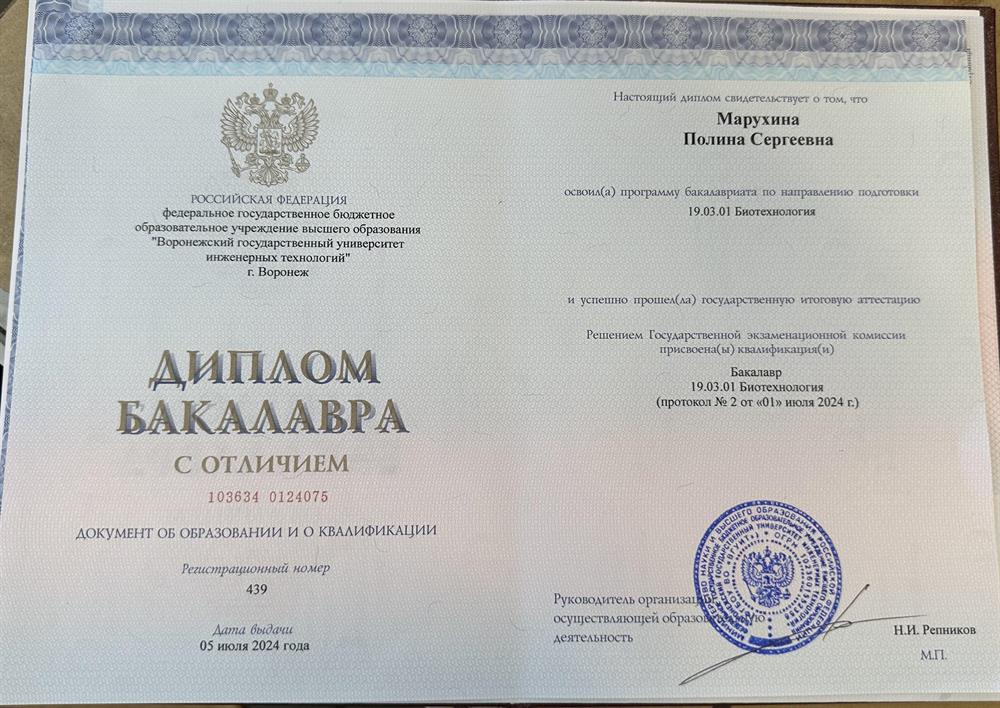 РОССИЙСКАЯ ФЕДЕРАЦИЯ
федеральное государственное бюджетное
образовательное учреждение высшего образования
"Воронежский государственный университет
инженерных технологий"
г. Воронеж
ДИПЛОМ
БАКАЛАВРА
С ОТЛИЧИЕМ
103634 0124075
ДОКУМЕНТ ОБ ОБРАЗОВАНИИ И О КВАЛИФИКАЦИИ
Регистрационный номер
439
Дата выдачи
05 июля 2024 года
Настоящий диплом свидетельствует о том, что
Марухина
Полина Сергеевна
освоил(а) программу бакалавриата по направлению подготовки
19.03.01 Биотехнология
и успешно прошел(ла) государственную итоговую аттестацию
Решением Государственной экзаменационной комиссии
присвоена(ы) квалификация(и)
Бакалавр
19.03.01 Биотехнология
(протокол № 2 от «01» июля 2024 г.)
Руководитель организации,
осуществляющей образовательную
деятельность
Н.И. Репников
М.П.